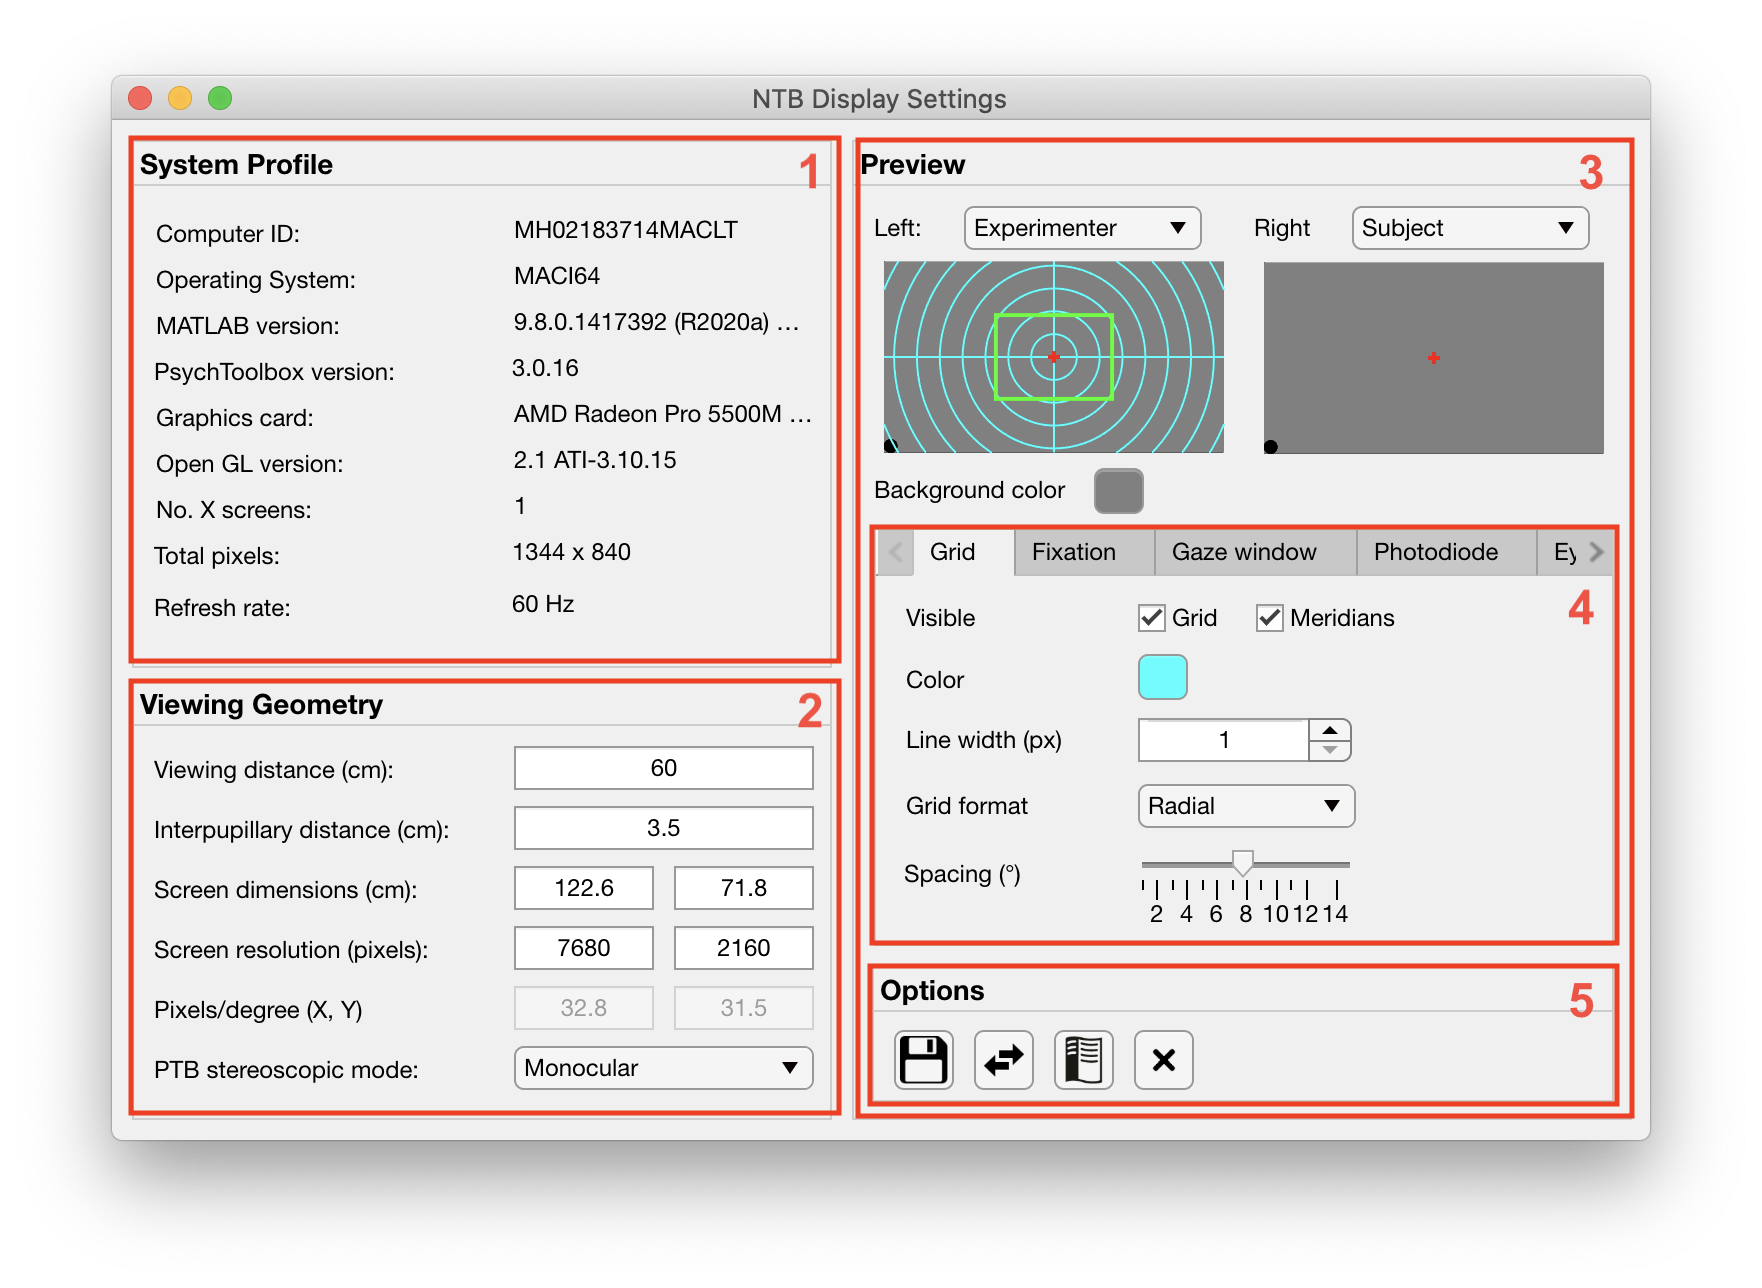 NTB Display Settings
System Profile 1
Computer ID: MH02183714MACLT
Operating System: MACI64
MATLAB version: 9.8.0.1417392 (R2020a) ...
PsychToolbox version: 3.0.16
Graphics card: AMD Radeon Pro 5500M ...
Open GL version: 2.1 ATI-3.10.15
No. X screens: 1
Total pixels: 1344 x 840
Refresh rate: 60 Hz
Viewing Geometry 2
Viewing distance (cm): 60
Interpupillary distance (cm): 3.5
Screen dimensions (cm): 122.6 71.8
Screen resolution (pixels): 7680 2160
Pixels/degree (X, Y) 32.8 31.5
PTB stereoscopic mode: Monocular
Preview 3
Left: Experimenter Right Subject
Background color
Grid Fixation Gaze window Photodiode Ey
4
Visible Grid Meridians
Color
Line width (px) 1
Grid format Radial
Spacing (°)
2 4 6 8 10 12 14
Options 5